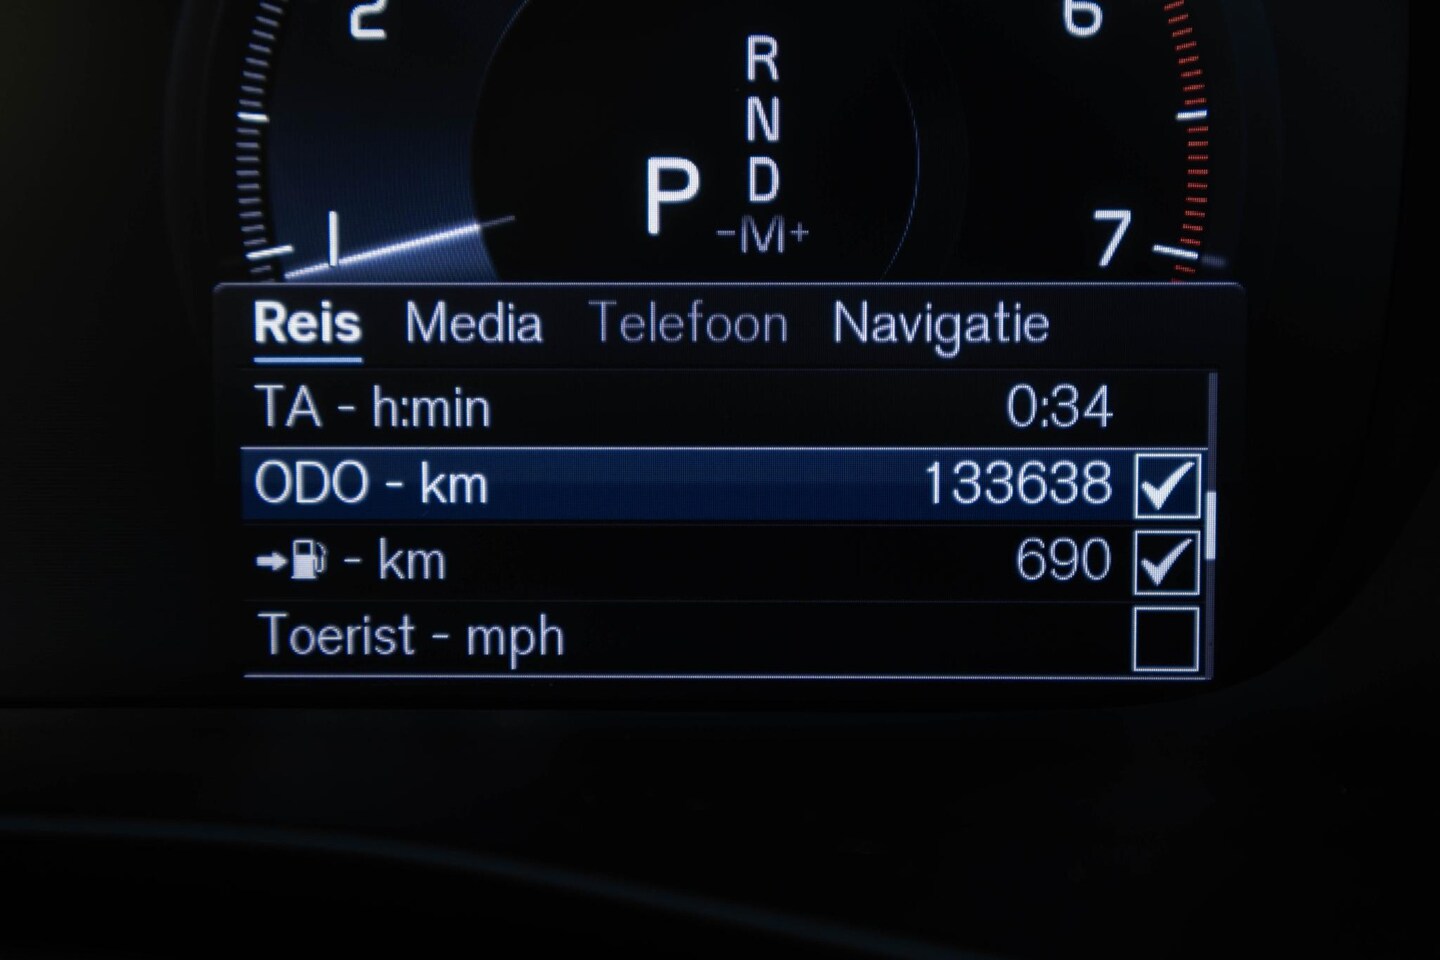 2
6
R
N
D
P
-M+
1
7
Reis Media Telefoon Navigatie
TA - h:min 0:34
ODO - km 133638
- km 690
Toerist - mph